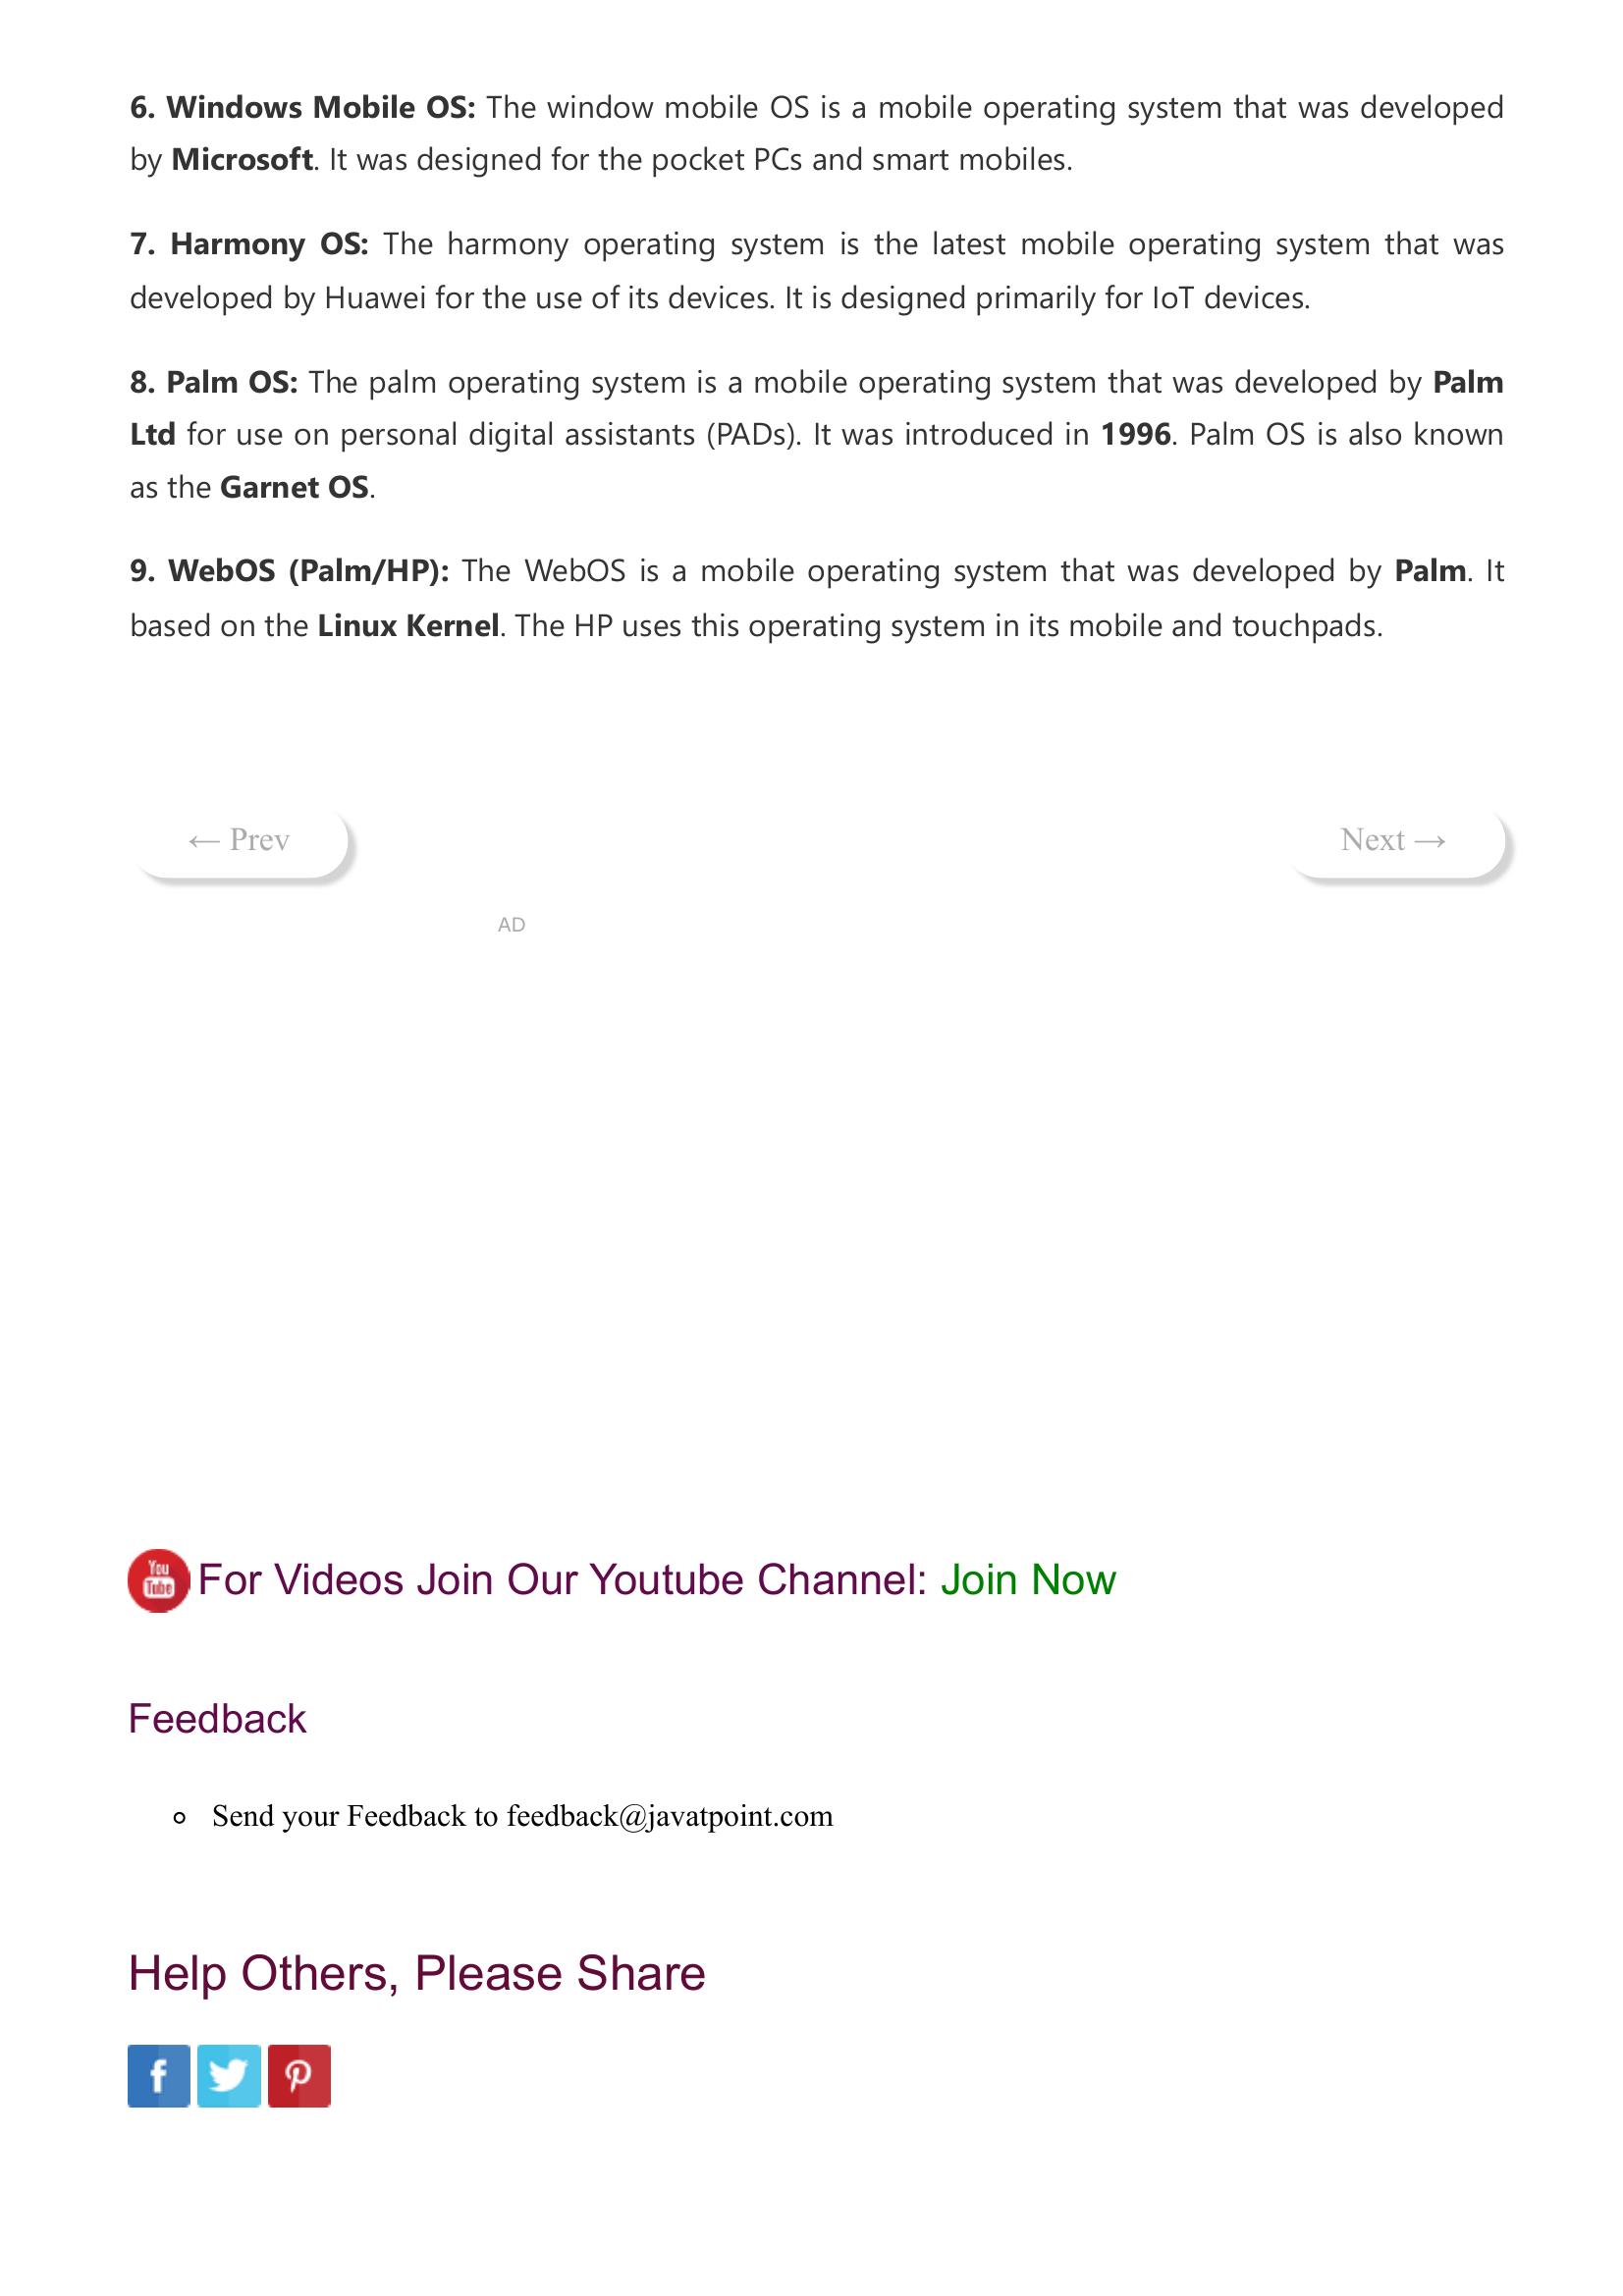 6. Windows Mobile OS: The window mobile OS is a mobile operating system that was developed
by Microsoft. It was designed for the pocket PCs and smart mobiles.
7. Harmony OS: The harmony operating system is the latest mobile operating system that was
developed by Huawei for the use of its devices. It is designed primarily for IoT devices.
8. Palm OS: The palm operating system is a mobile operating system that was developed by Palm
Ltd for use on personal digital assistants (PADs). It was introduced in 1996. Palm OS is also known
as the Garnet OS.
9. WebOS (Palm/HP): The WebOS is a mobile operating system that was developed by Palm. It
based on the Linux Kernel. The HP uses this operating system in its mobile and touchpads.
← Prev
Next →
AD
You
Tube
For Videos Join Our Youtube Channel: Join Now
Feedback
Send your Feedback to feedback@javatpoint.com
Help Others, Please Share